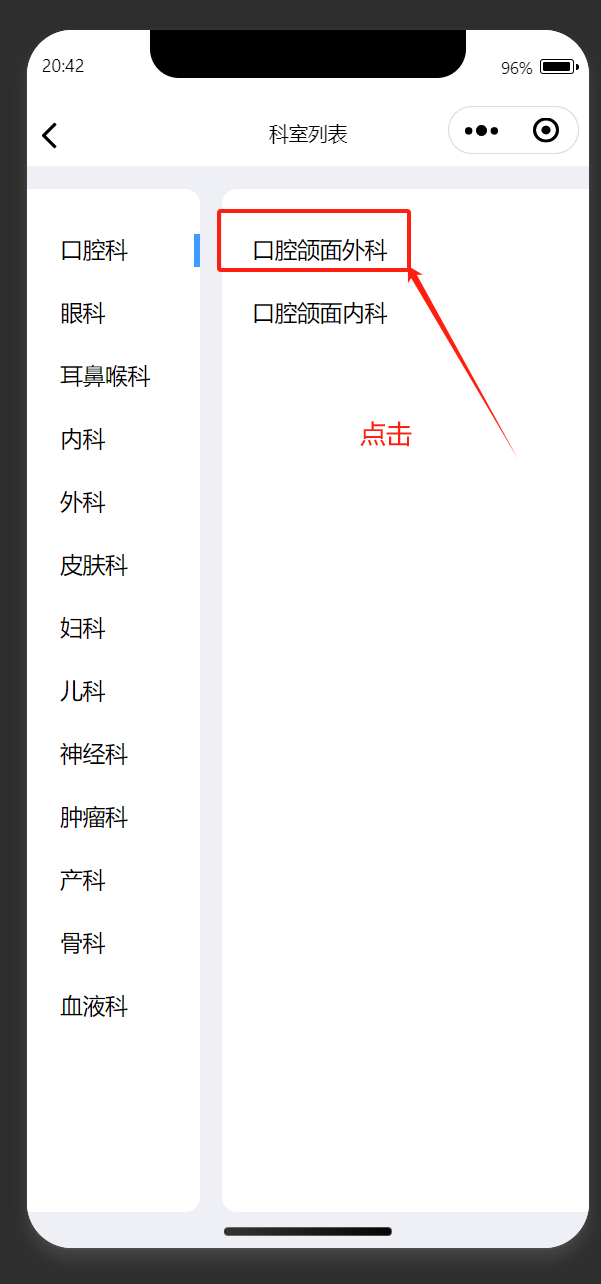 20:42
96%
科室列表
口腔科
眼科
耳鼻喉科
内科
外科
皮肤科
妇科
儿科
神经科
肿瘤科
产科
骨科
血液科
口腔颌面外科
口腔颌面内科
点击